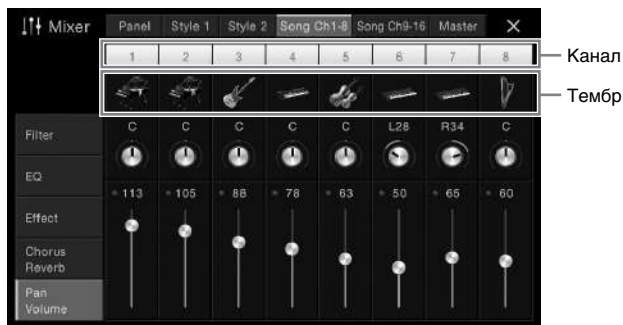 Mixer Panel Style 1 Style 2 Song Ch1-8 Song Ch9-16 Master ×
1 2 3 4 5 6 7 8 Канал
Тембр
Filter C C C C C L28 R34 C
EQ
113 105 88 78 63 50 65 60
Effect
Chorus
Reverb
Pan
Volume